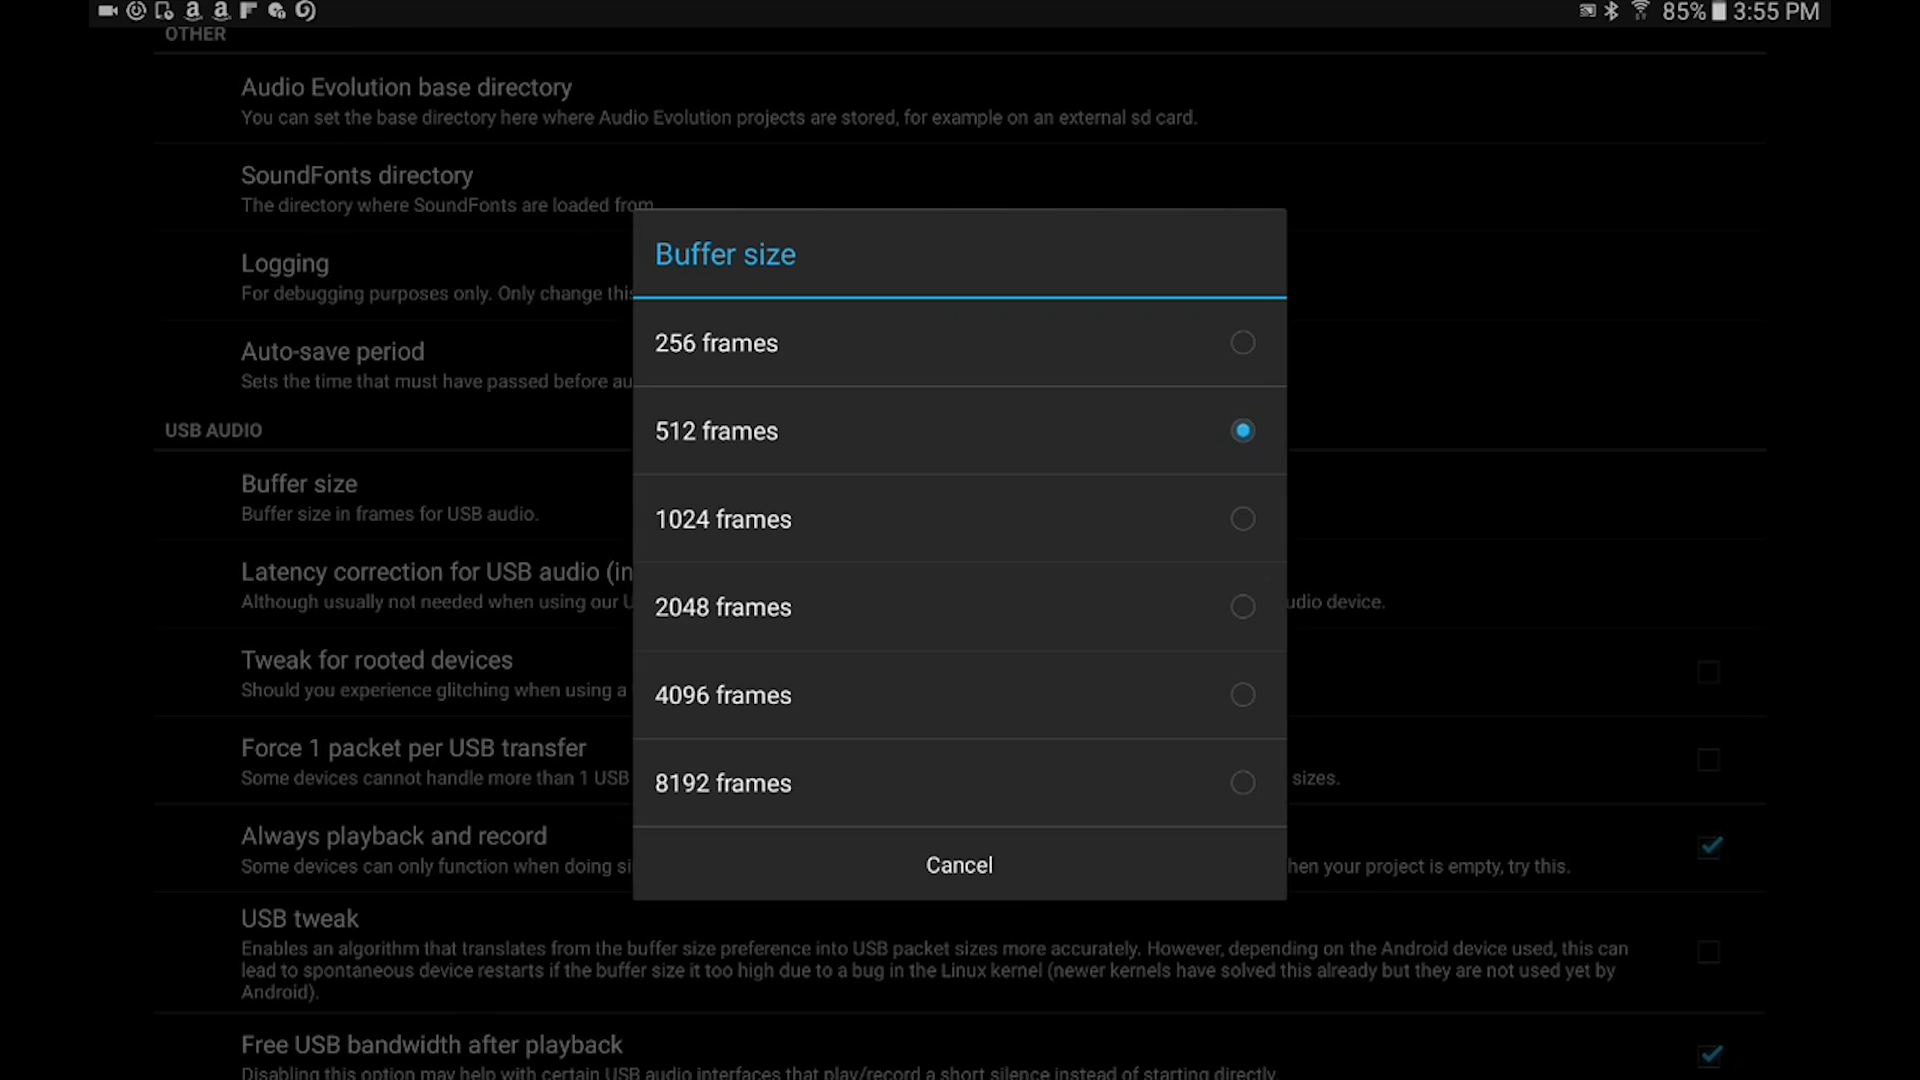 85% 3:55 PM
OTHER
Audio Evolution base directory
You can set the base directory here where Audio Evolution projects are stored, for example on an external sd card.
SoundFonts directory
The directory where SoundFonts are loaded from
Logging
For debugging purposes only. Only change this
Auto-save period
Sets the time that must have passed before au
USB AUDIO
Buffer size
Buffer size in frames for USB audio.
Latency correction for USB audio (in
Although usually not needed when using our U udio device.
Tweak for rooted devices
Should you experience glitching when using a
Force 1 packet per USB transfer
Some devices cannot handle more than 1 USB sizes.
Always playback and record
Some devices can only function when doing si hen your project is empty, try this.
USB tweak
Enables an algorithm that translates from the buffer size preference into USB packet sizes more accurately. However, depending on the Android device used, this can
lead to spontaneous device restarts if the buffer size it too high due to a bug in the Linux kernel (newer kernels have solved this already but they are not used yet by
Android).
Free USB bandwidth after playback
Disabling this option may help with certain USB audio interfaces that play/record a short silence instead of starting directly.
Buffer size
256 frames
512 frames
1024 frames
2048 frames
4096 frames
8192 frames
Cancel